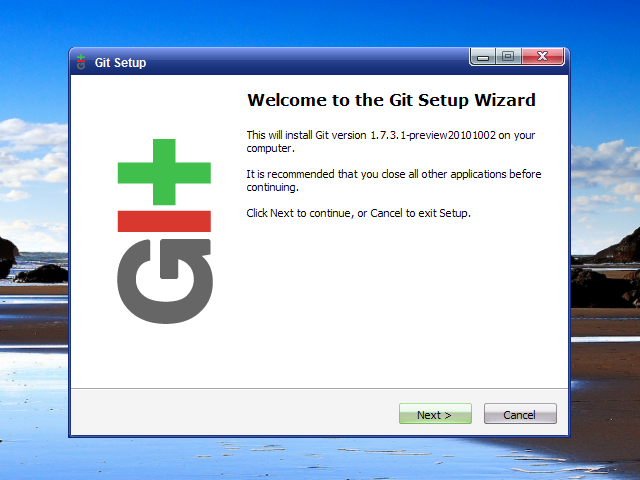 Git Setup
Welcome to the Git Setup Wizard
This will install Git version 1.7.3.1-preview20101002 on your
computer.
It is recommended that you close all other applications before
continuing.
Click Next to continue, or Cancel to exit Setup.
Git
Next >
Cancel